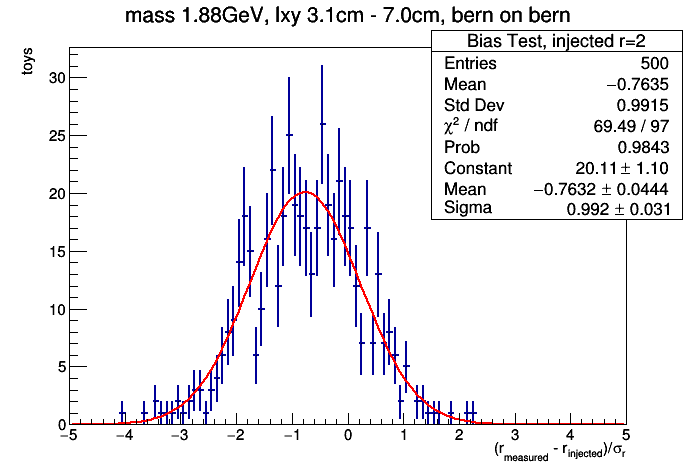 mass 1.88GeV, lxy 3.1cm - 7.0cm, bern on bern
toys
Bias Test, injected r=2
Entries 500
Mean −0.7635
Std Dev 0.9915
χ² / ndf 69.49 / 97
Prob 0.9843
Constant 20.11 ± 1.10
Mean −0.7632 ± 0.0444
Sigma 0.992 ± 0.031
30
25
20
15
10
5
0
−5 −4 −3 −2 −1 0 1 2 3 4 5
(r_measured - r_injected)/σ_r